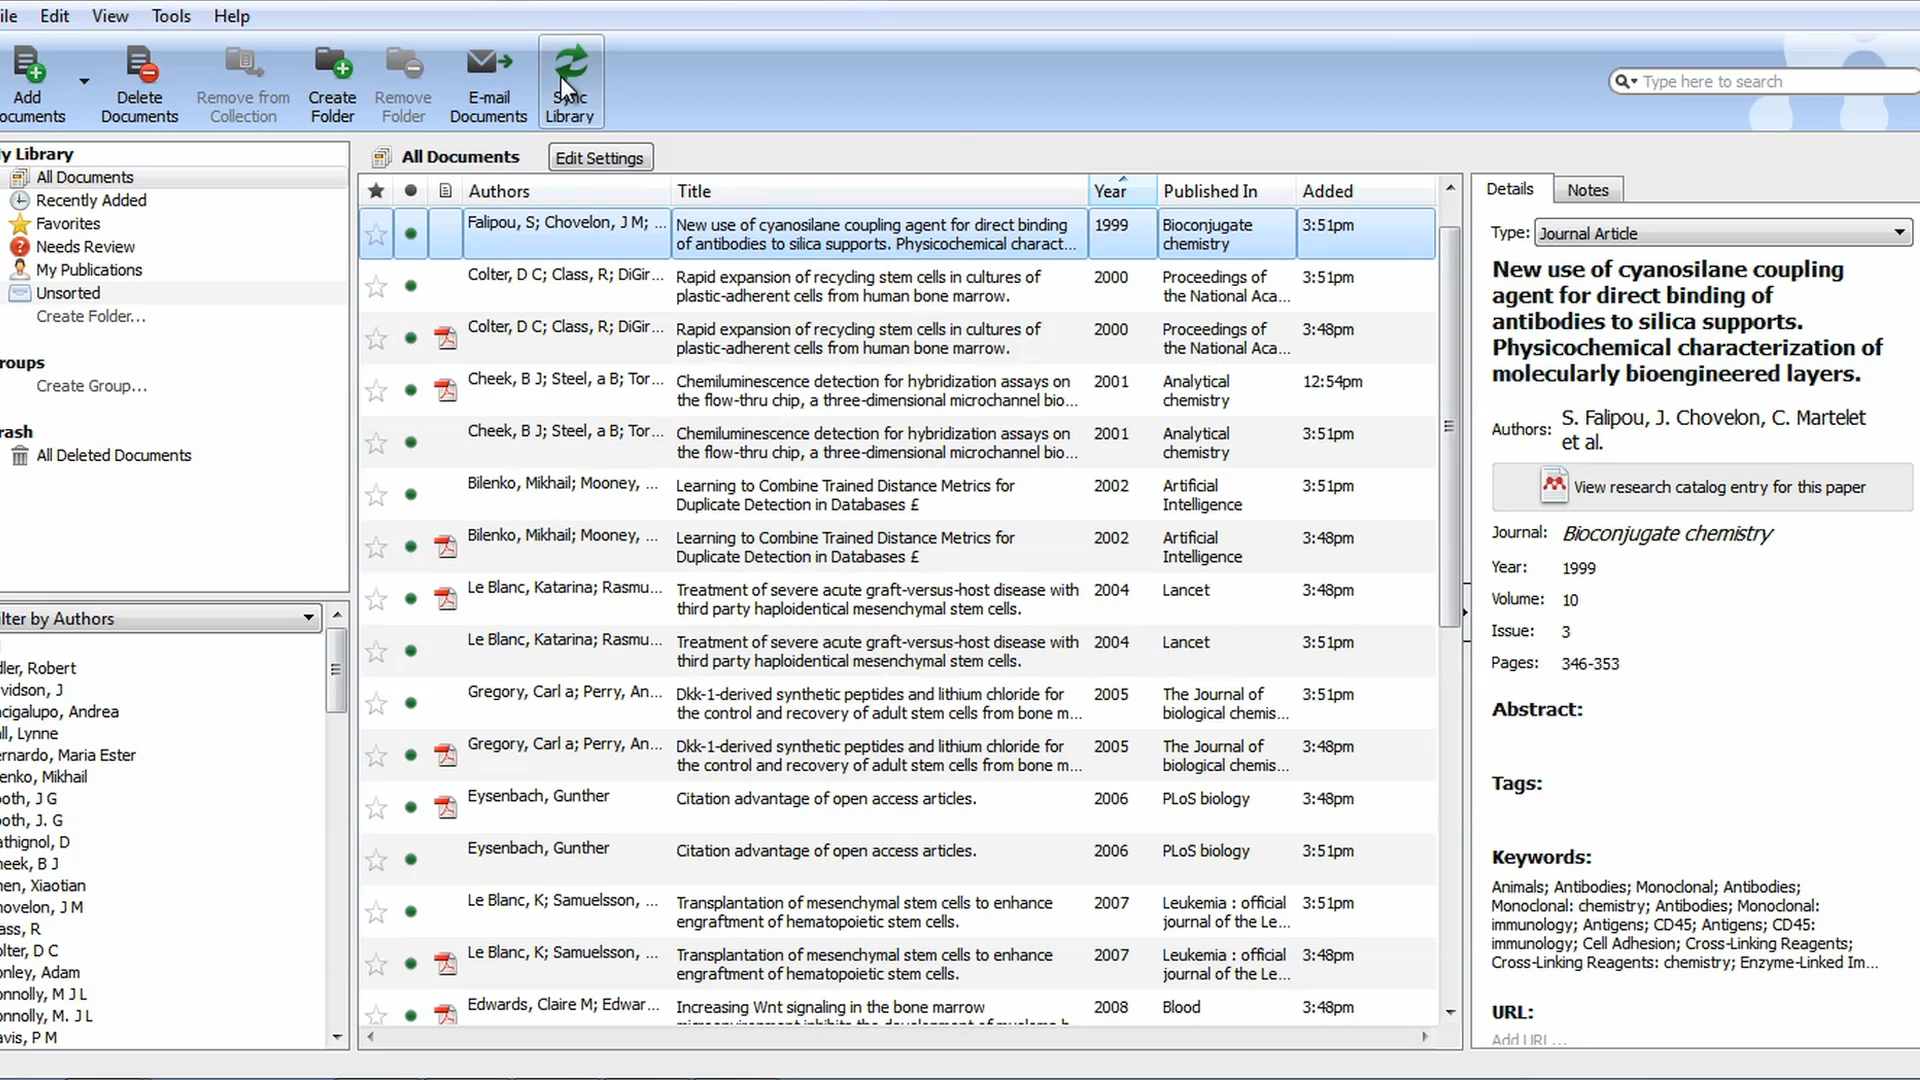 ile Edit View Tools Help
Add
ocuments
Delete
Documents
Remove from
Collection
Create
Folder
Remove
Folder
E-mail
Documents
Library
Type here to search
y Library
All Documents
Recently Added
Favorites
Needs Review
My Publications
Unsorted
Create Folder...
roups
Create Group...
rash
All Deleted Documents
ilter by Authors
dler, Robert
vidson, J
cigalupo, Andrea
ll, Lynne
ernardo, Maria Ester
enko, Mikhail
ooth, J G
ooth, J. G
athignol, D
heek, B J
hen, Xiaotian
hovelon, J M
ass, R
olter, D C
onley, Adam
onnolly, M J L
onnolly, M. J L
avis, P M
All Documents Edit Settings
Authors Title Year Published In Added
Falipou, S; Chovelon, J M; ... New use of cyanosilane coupling agent for direct binding 1999 Bioconjugate 3:51pm
of antibodies to silica supports. Physicochemical charact... chemistry
Colter, D C; Class, R; DiGir... Rapid expansion of recycling stem cells in cultures of 2000 Proceedings of 3:51pm
plastic-adherent cells from human bone marrow. the National Aca...
Colter, D C; Class, R; DiGir... Rapid expansion of recycling stem cells in cultures of 2000 Proceedings of 3:48pm
plastic-adherent cells from human bone marrow. the National Aca...
Cheek, B J; Steel, a B; Tor... Chemiluminescence detection for hybridization assays on 2001 Analytical 12:54pm
the flow-thru chip, a three-dimensional microchannel bio... chemistry
Cheek, B J; Steel, a B; Tor... Chemiluminescence detection for hybridization assays on 2001 Analytical 3:51pm
the flow-thru chip, a three-dimensional microchannel bio... chemistry
Bilenko, Mikhail; Mooney, ... Learning to Combine Trained Distance Metrics for 2002 Artificial 3:51pm
Duplicate Detection in Databases £ Intelligence
Bilenko, Mikhail; Mooney, ... Learning to Combine Trained Distance Metrics for 2002 Artificial 3:48pm
Duplicate Detection in Databases £ Intelligence
Le Blanc, Katarina; Rasmu... Treatment of severe acute graft-versus-host disease with 2004 Lancet 3:48pm
third party haploidentical mesenchymal stem cells.
Le Blanc, Katarina; Rasmu... Treatment of severe acute graft-versus-host disease with 2004 Lancet 3:51pm
third party haploidentical mesenchymal stem cells.
Gregory, Carl a; Perry, An... Dkk-1-derived synthetic peptides and lithium chloride for 2005 The Journal of 3:51pm
the control and recovery of adult stem cells from bone m... biological chemis...
Gregory, Carl a; Perry, An... Dkk-1-derived synthetic peptides and lithium chloride for 2005 The Journal of 3:48pm
the control and recovery of adult stem cells from bone m... biological chemis...
Eysenbach, Gunther Citation advantage of open access articles. 2006 PLoS biology 3:48pm
Eysenbach, Gunther Citation advantage of open access articles. 2006 PLoS biology 3:51pm
Le Blanc, K; Samuelsson, ... Transplantation of mesenchymal stem cells to enhance 2007 Leukemia : official 3:51pm
engraftment of hematopoietic stem cells. journal of the Le...
Le Blanc, K; Samuelsson, ... Transplantation of mesenchymal stem cells to enhance 2007 Leukemia : official 3:48pm
engraftment of hematopoietic stem cells. journal of the Le...
Edwards, Claire M; Edwar... Increasing Wnt signaling in the bone marrow 2008 Blood 3:48pm
Details Notes
Type: Journal Article
New use of cyanosilane coupling
agent for direct binding of
antibodies to silica supports.
Physicochemical characterization of
molecularly bioengineered layers.
Authors: S. Falipou, J. Chovelon, C. Martelet
et al.
View research catalog entry for this paper
Journal: Bioconjugate chemistry
Year: 1999
Volume: 10
Issue: 3
Pages: 346-353
Abstract:
Tags:
Keywords:
Animals; Antibodies; Monoclonal; Antibodies;
Monoclonal: chemistry; Antibodies; Monoclonal:
immunology; Antigens; CD45; Antigens; CD45:
immunology; Cell Adhesion; Cross-Linking Reagents;
Cross-Linking Reagents: chemistry; Enzyme-Linked Im...
URL:
Add URL...